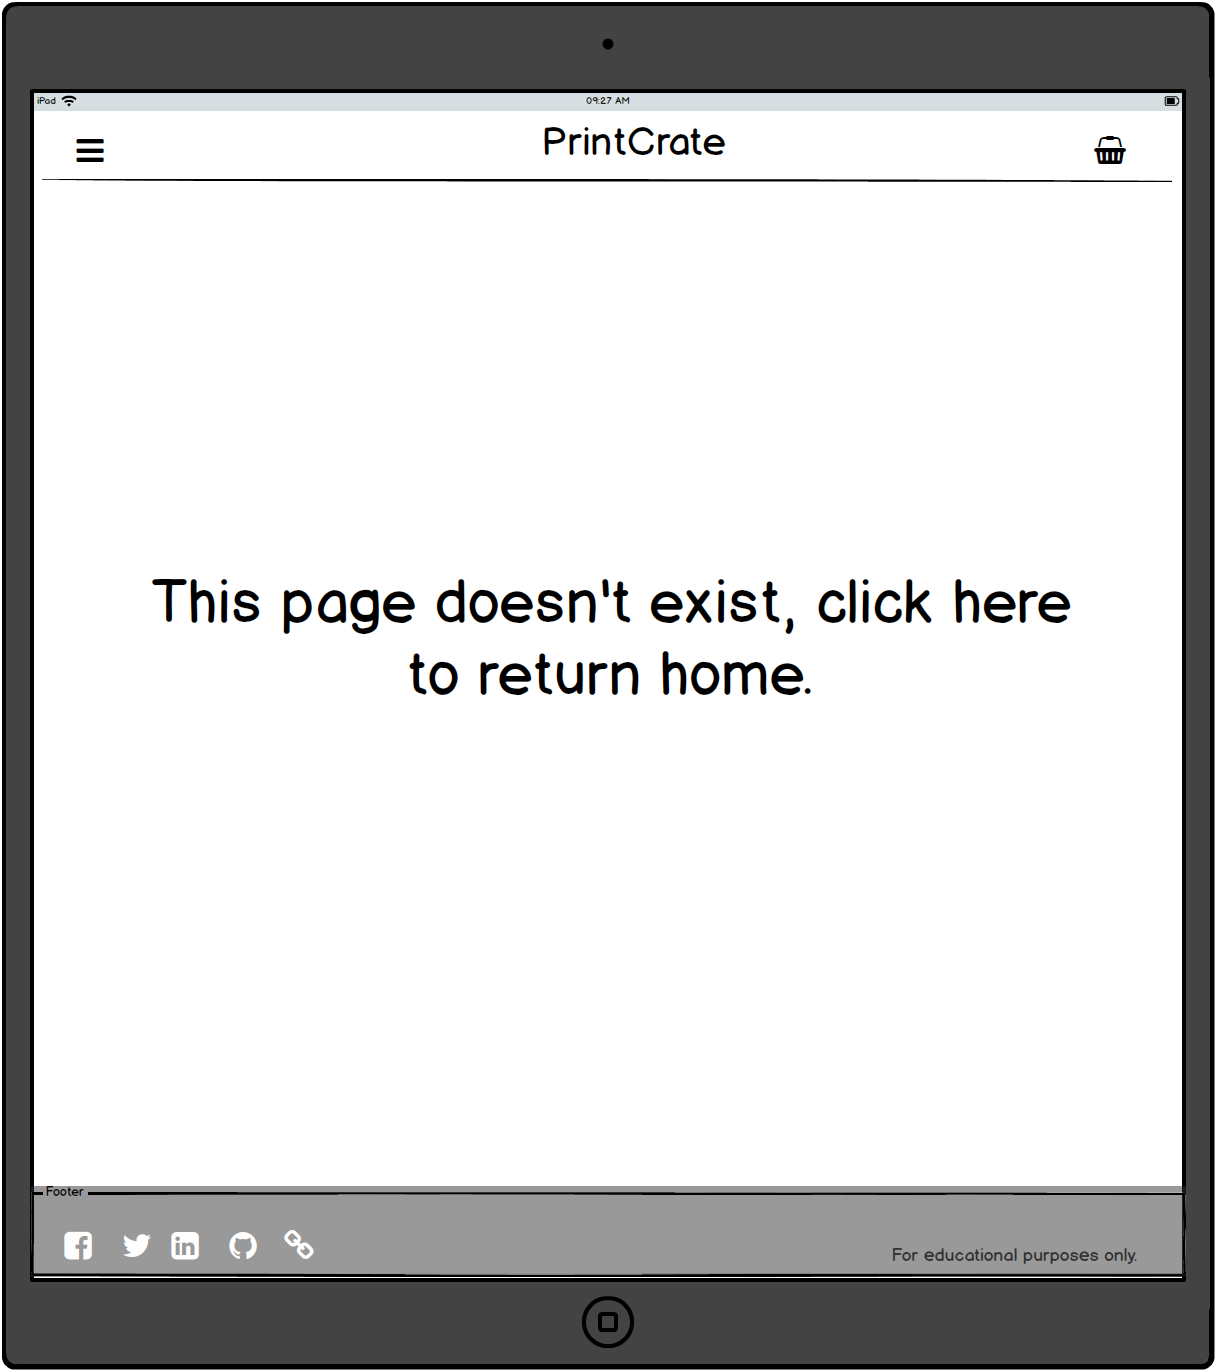 iPad 09:27 AM
PrintCrate
This page doesn't exist, click here
to return home.
Footer
For educational purposes only.